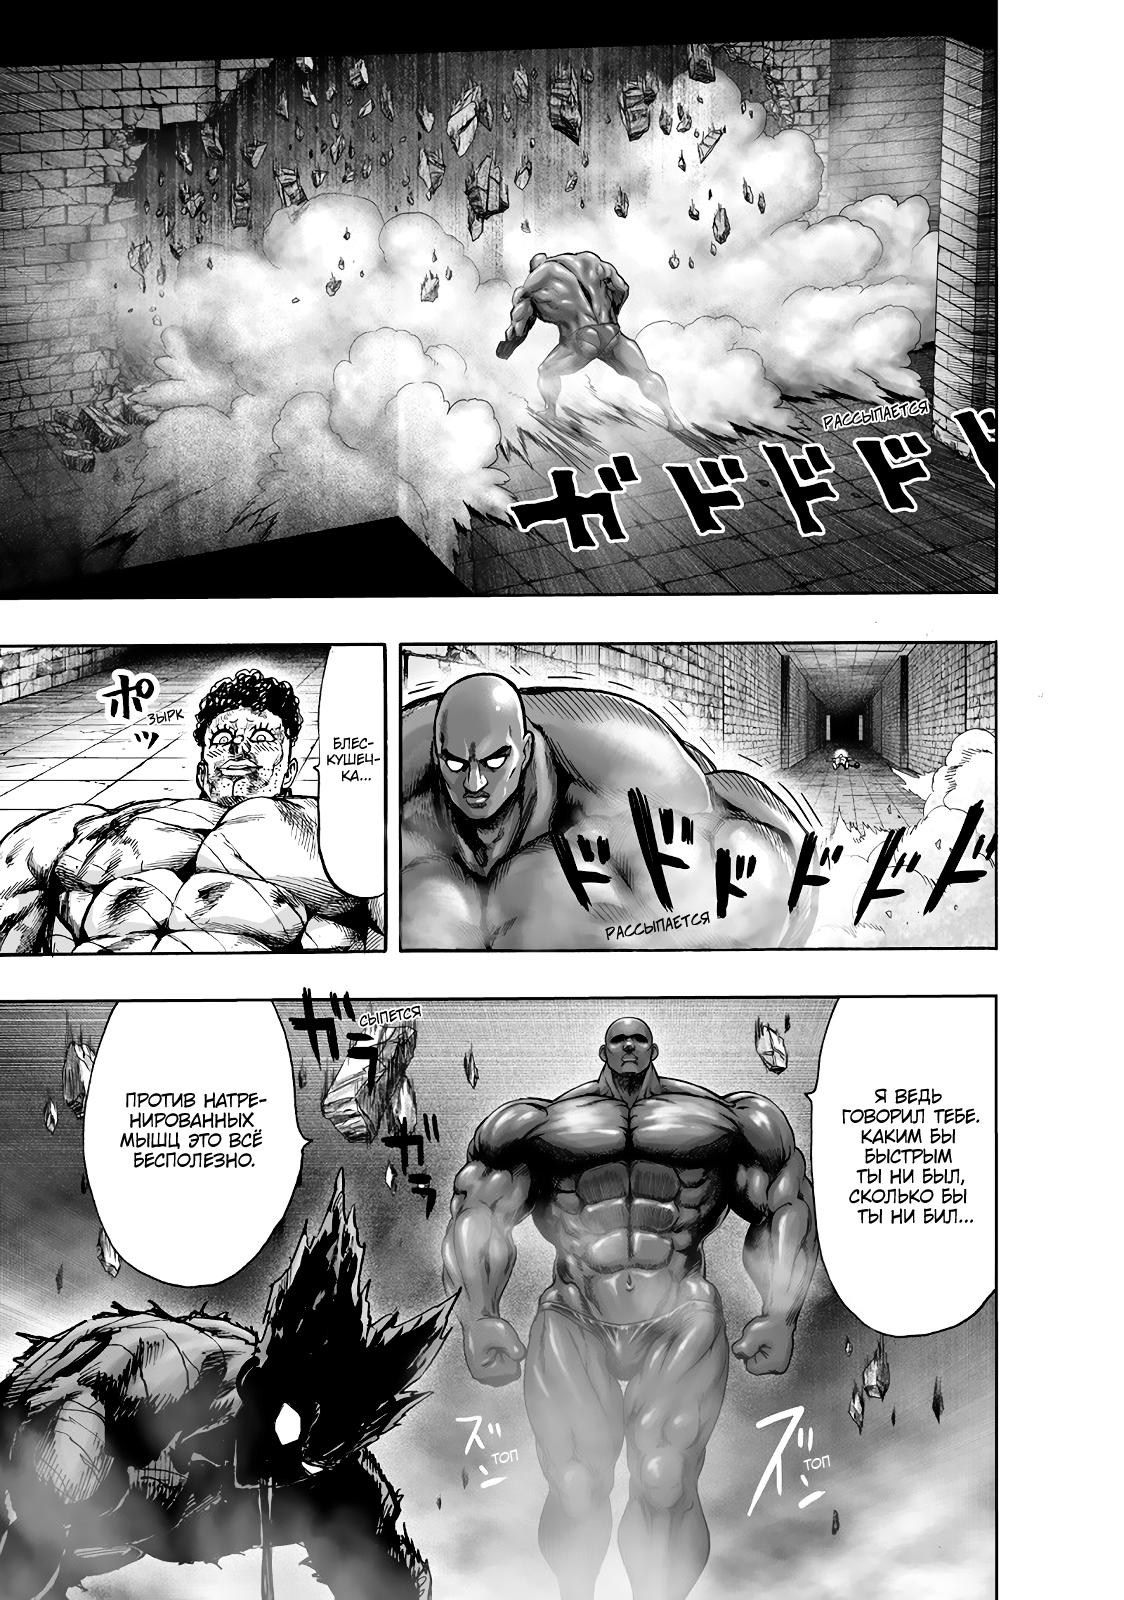 РАССЫПАЕТСЯ
ガドドドド
ドドドドドド
РАССЫПАЕТСЯ
БЛЕС-
КУШЕЧ-
КА...
ポッ
ЗЫРК
Я ВЕДЬ
ГОВОРИЛ ТЕБЕ.
КАКИМ БЫ
БЫСТРЫМ
ТЫ НИ БЫЛ,
СКОЛЬКО БЫ
ТЫ НИ БИЛ...
ガラガラ
СЫПЕТСЯ
ПРОТИВ НАТРЕ-
НИРОВАННЫХ
МЫШЦ ЭТО ВСЁ
БЕСПОЛЕЗНО.
ズン
ТОП
ズン
ТОП